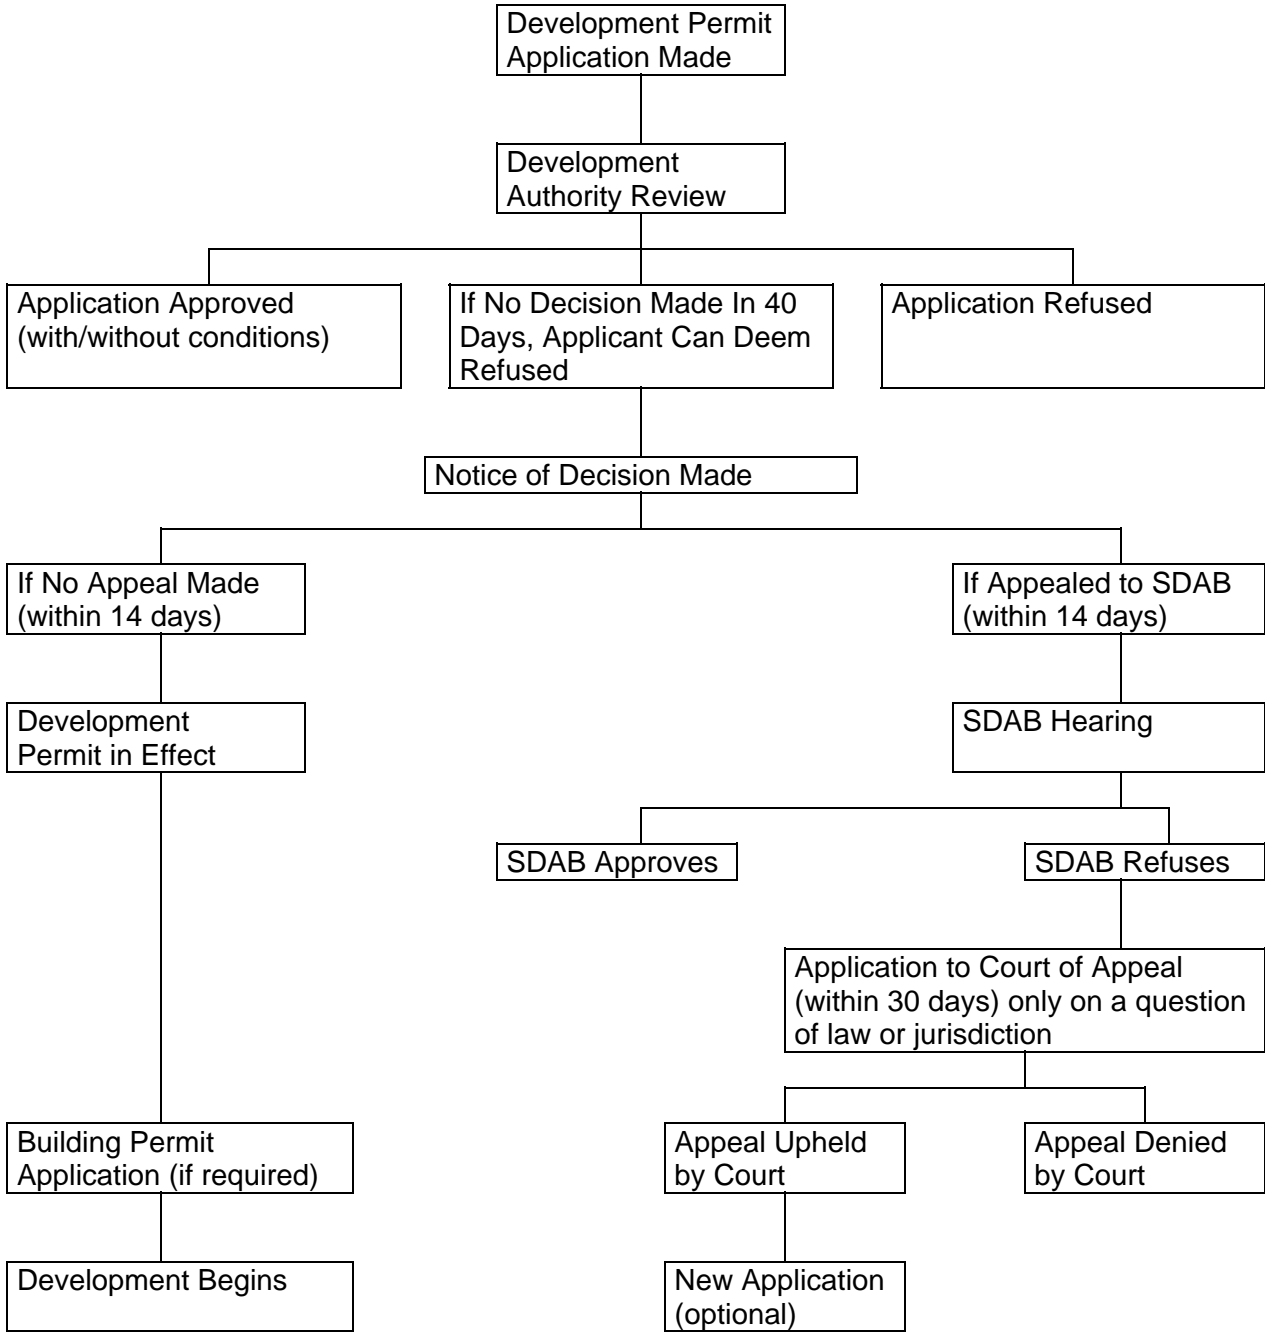 Development Permit
Application Made
Development
Authority Review
Application Approved
(with/without conditions)
If No Decision Made In 40
Days, Applicant Can Deem
Refused
Application Refused
Notice of Decision Made
If No Appeal Made
(within 14 days)
If Appealed to SDAB
(within 14 days)
Development
Permit in Effect
SDAB Hearing
SDAB Approves
SDAB Refuses
Application to Court of Appeal
(within 30 days) only on a question
of law or jurisdiction
Building Permit
Application (if required)
Appeal Upheld
by Court
Appeal Denied
by Court
Development Begins
New Application
(optional)